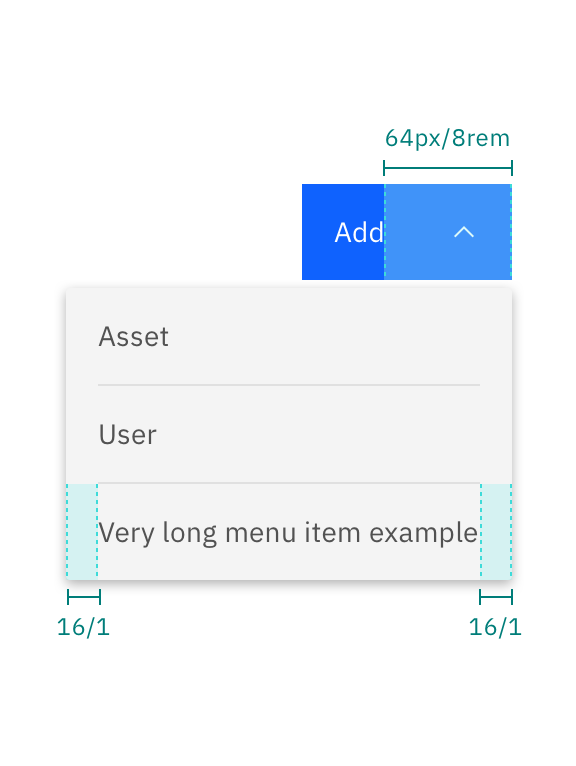 64px/8rem
Add
Asset
User
Very long menu item example
16/1 16/1